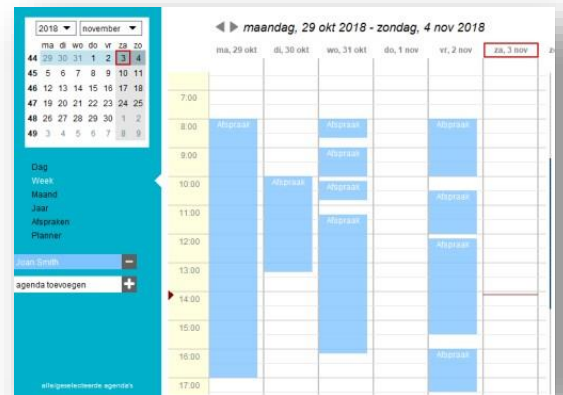 2018 november
ma di wo do vr za zo
44 29 30 31 1 2 3 4
45 5 6 7 8 9 10 11
46 12 13 14 15 16 17 18
47 19 20 21 22 23 24 25
48 26 27 28 29 30 1 2
49 3 4 5 6 7 8 9
Dag
Week
Maand
Jaar
Afspraken
Planner
Joan Smith
agenda toevoegen
alle/geselecteerde agenda's
maandag, 29 okt 2018 - zondag, 4 nov 2018
ma, 29 okt di, 30 okt wo, 31 okt do, 1 nov vr, 2 nov za, 3 nov
7:00
8:00 Afspraak Afspraak Afspraak
9:00 Afspraak
10:00 Afspraak Afspraak
Afspraak
11:00 Afspraak
12:00 Afspraak
13:00
14:00
15:00
16:00 Afspraak
17:00